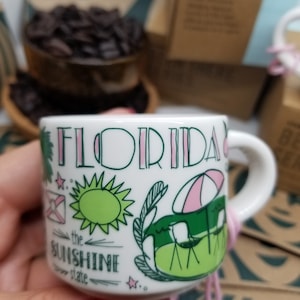 FLORIDA
the
SUNSHINE
state